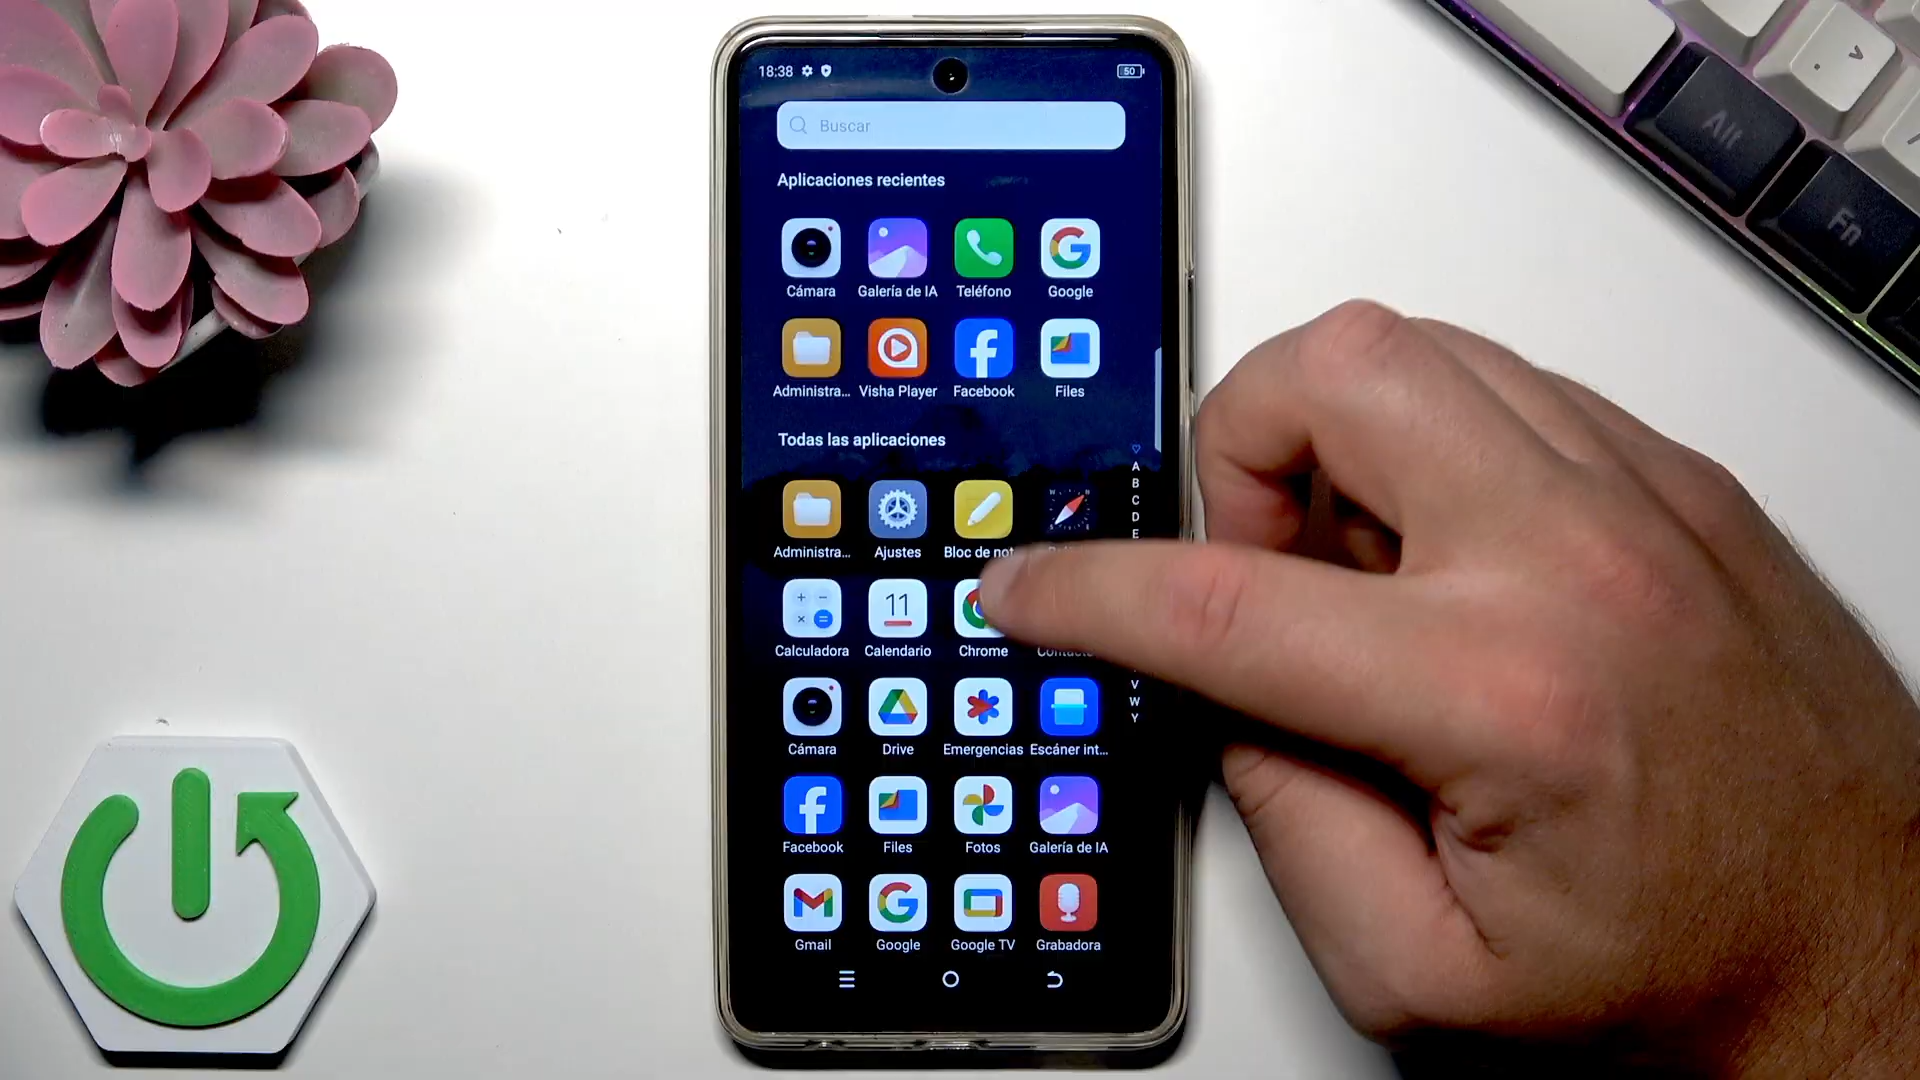 18:38
50
Buscar
Aplicaciones recientes
Cámara Galería de IA Teléfono Google
Administra... Visha Player Facebook Files
Todas las aplicaciones
A
B
C
D
E
Administra... Ajustes Bloc de not
11
Calculadora Calendario Chrome
V
W
Y
Cámara Drive Emergencias Escáner int...
Facebook Files Fotos Galería de IA
Gmail Google Google TV Grabadora
Alt
Fn
V